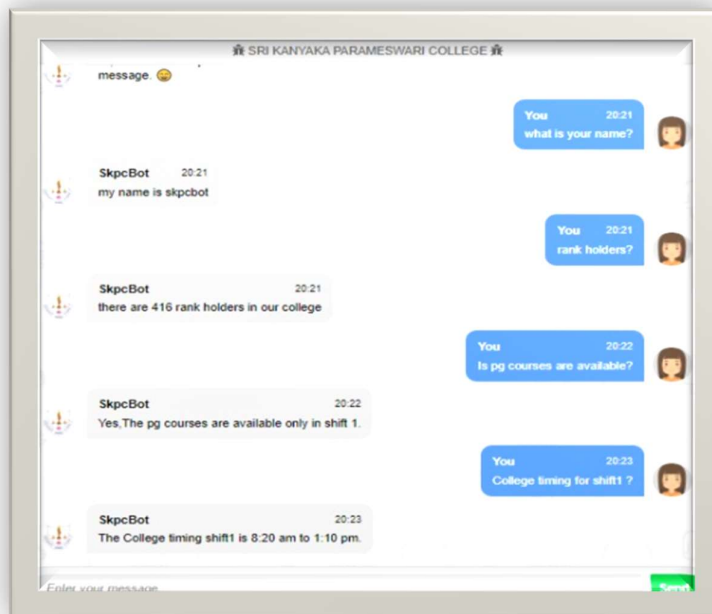 SRI KANYAKA PARAMESWARI COLLEGE
message.
You 20:21
what is your name?
SkpcBot 20:21
my name is skpcbot
You 20:21
rank holders?
SkpcBot 20:21
there are 416 rank holders in our college
You 20:22
Is pg courses are available?
SkpcBot 20:22
Yes,The pg courses are available only in shift 1.
You 20:23
College timing for shift1 ?
SkpcBot 20:23
The College timing shift1 is 8:20 am to 1:10 pm.
Enter your message
Send